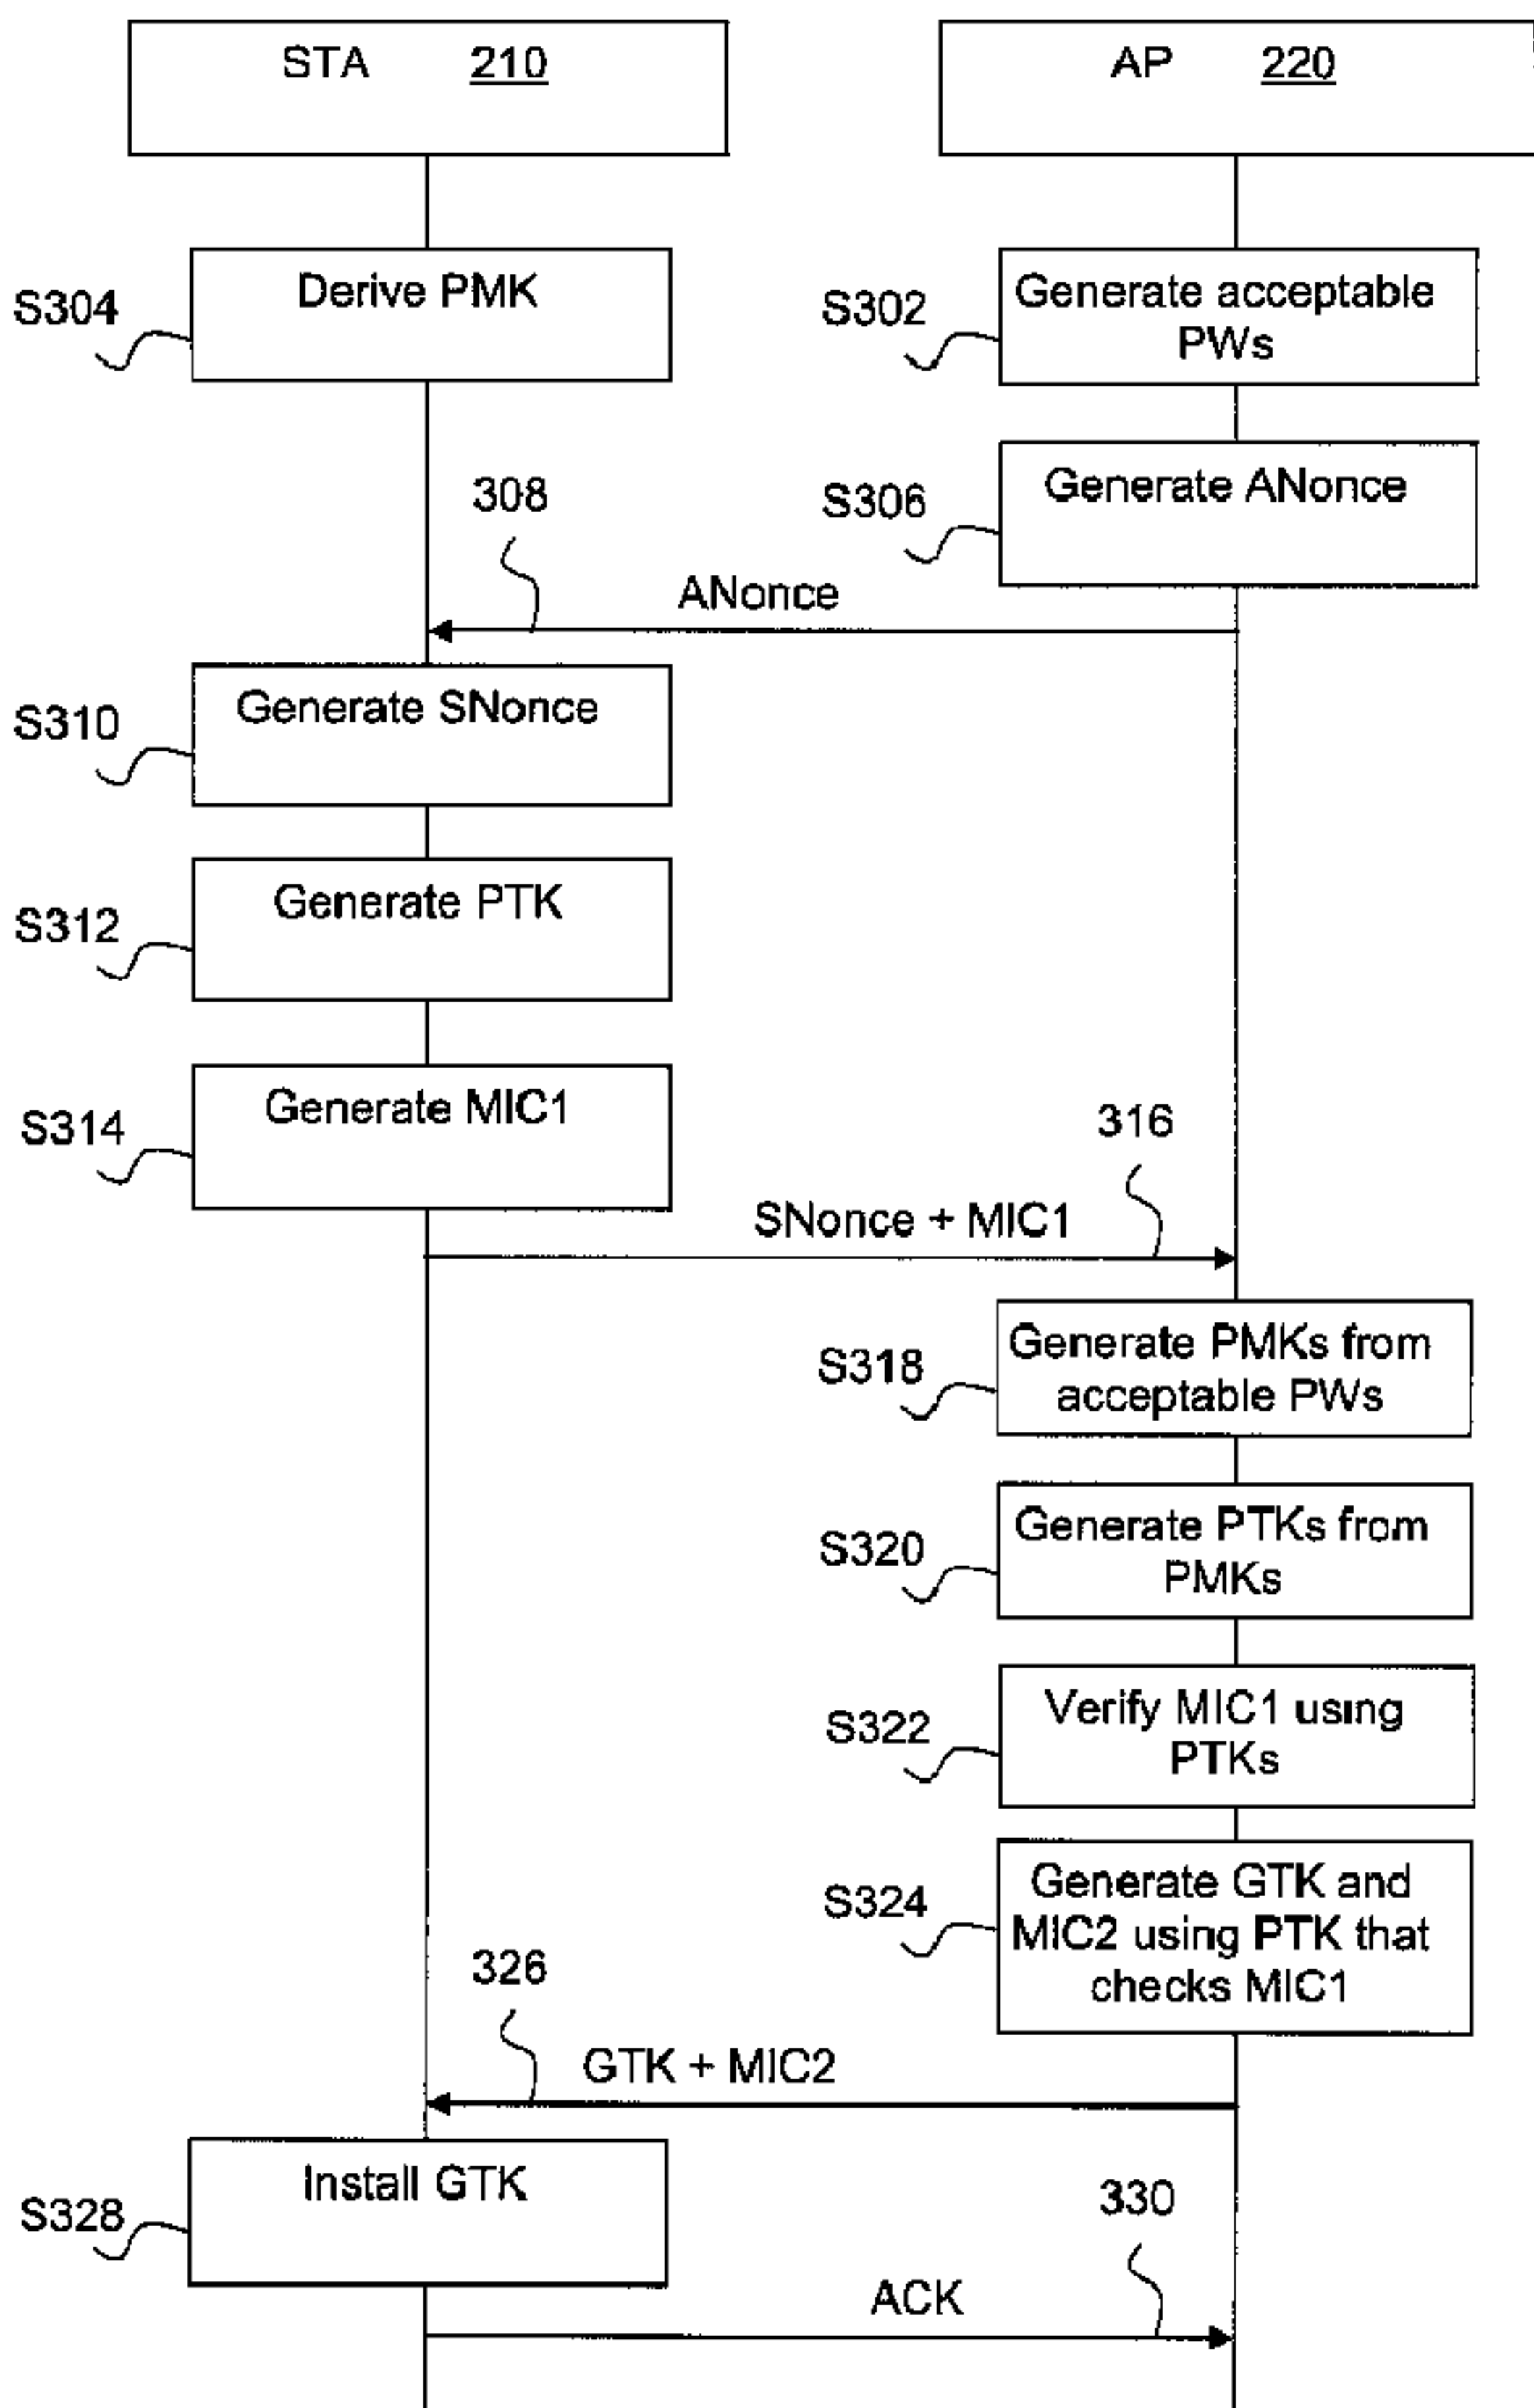 STA 210
AP 220
Derive PMK
S304
Generate acceptable
PWs
S302
Generate ANonce
S306
308
ANonce
Generate SNonce
S310
Generate PTK
S312
Generate MIC1
S314
316
SNonce + MIC1
Generate PMKs from
acceptable PWs
S318
Generate PTKs from
PMKs
S320
Verify MIC1 using
PTKs
S322
Generate GTK and
MIC2 using PTK that
checks MIC1
S324
326
GTK + MIC2
Install GTK
S328
330
ACK